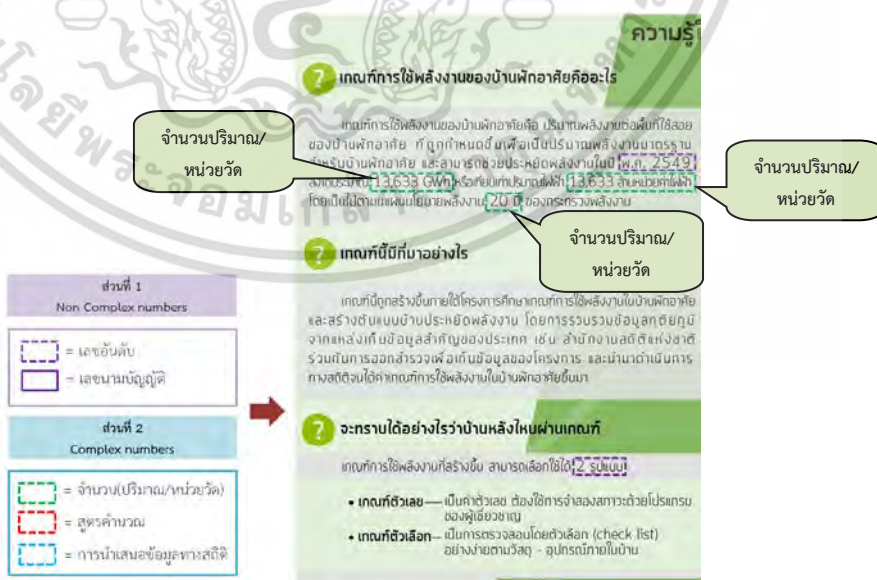 ความรู้
? เกณฑ์การใช้พลังงานของบ้านพักอาศัยคืออะไร
เกณฑ์การใช้พลังงานของบ้านพักอาศัยคือ ปริมาณพลังงานต่อพื้นที่ใช้สอย
ของบ้านพักอาศัย ที่ถูกกำหนดขึ้นเพื่อเป็นปริมาณพลังงานมาตรฐาน
สำหรับบ้านพักอาศัย และสามารถช่วยประหยัดพลังงานในปี พ.ศ. 2549
ลงได้ประมาณ 13,633 GWh หรือเทียบเท่าปริมาณไฟฟ้า 13,633 ล้านหน่วยค่าไฟฟ้า
โดยเป็นไปตามแผนนโยบายพลังงาน 20 ปี ของกระทรวงพลังงาน
จำนวนปริมาณ/
หน่วยวัด
จำนวนปริมาณ/
หน่วยวัด
จำนวนปริมาณ/
หน่วยวัด
? เกณฑ์นี้มีที่มาอย่างไร
เกณฑ์นี้ถูกสร้างขึ้นภายใต้โครงการศึกษาเกณฑ์การใช้พลังงานในบ้านพักอาศัย
และสร้างต้นแบบบ้านประหยัดพลังงาน โดยการรวบรวมข้อมูลทุติยภูมิ
จากแหล่งเก็บข้อมูลสำคัญของประเทศ เช่น สำนักงานสถิติแห่งชาติ
ร่วมกับการออกสำรวจเพื่อเก็บข้อมูลของโครงการ และนำมาดำเนินการ
ทางสถิติจนได้ค่าเกณฑ์การใช้พลังงานในบ้านพักอาศัยขึ้นมา
? จะทราบได้อย่างไรว่าบ้านหลังไหนผ่านเกณฑ์
เกณฑ์การใช้พลังงานที่สร้างขึ้น สามารถเลือกใช้ได้ 2 รูปแบบ
• เกณฑ์ตัวเลข — เป็นค่าตัวเลข ต้องใช้การจำลองสภาวะด้วยโปรแกรม
ของผู้เชี่ยวชาญ
• เกณฑ์ตัวเลือก — เป็นการตรวจสอบโดยตัวเลือก (check list)
อย่างง่ายตามวัสดุ - อุปกรณ์ภายในบ้าน
ส่วนที่ 1
Non Complex numbers
= เลขอันดับ
= เลขนามบัญญัติ
ส่วนที่ 2
Complex numbers
= จำนวน(ปริมาณ/หน่วยวัด)
= สูตรคำนวณ
= การนำเสนอข้อมูลทางสถิติ